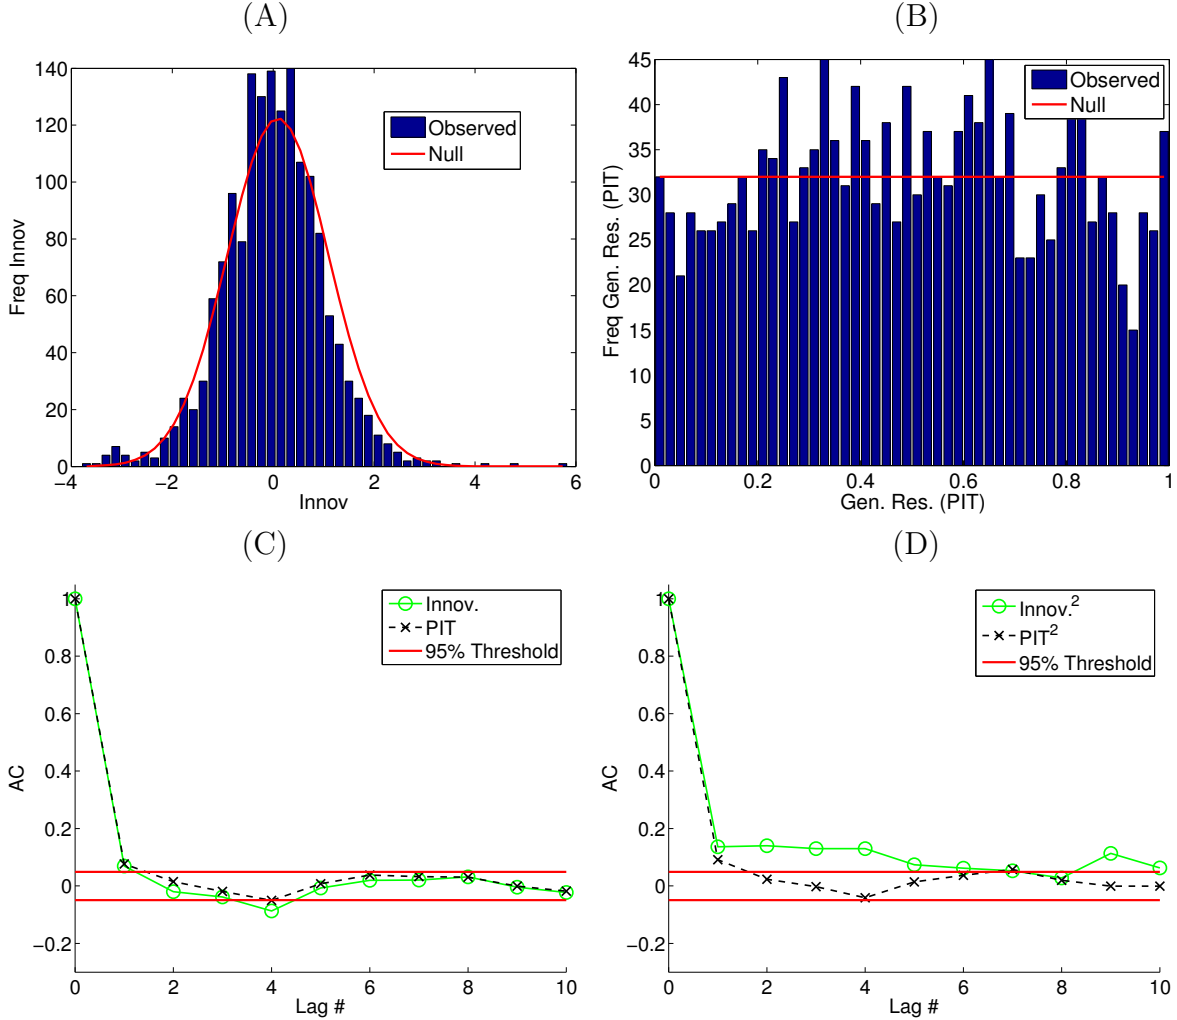 (A)
140
120
100
80
60
40
20
0
−4
−2
0
2
4
6
Innov
Freq Innov
Observed
Null
(B)
45
40
35
30
25
20
15
10
5
0
0
0.2
0.4
0.6
0.8
1
Gen. Res. (PIT)
Freq Gen. Res. (PIT)
Observed
Null
(C)
1
0.8
0.6
0.4
0.2
0
−0.2
0
2
4
6
8
10
Lag #
AC
Innov.
PIT
95% Threshold
(D)
1
0.8
0.6
0.4
0.2
0
−0.2
0
2
4
6
8
10
Lag #
AC
Innov.²
PIT²
95% Threshold